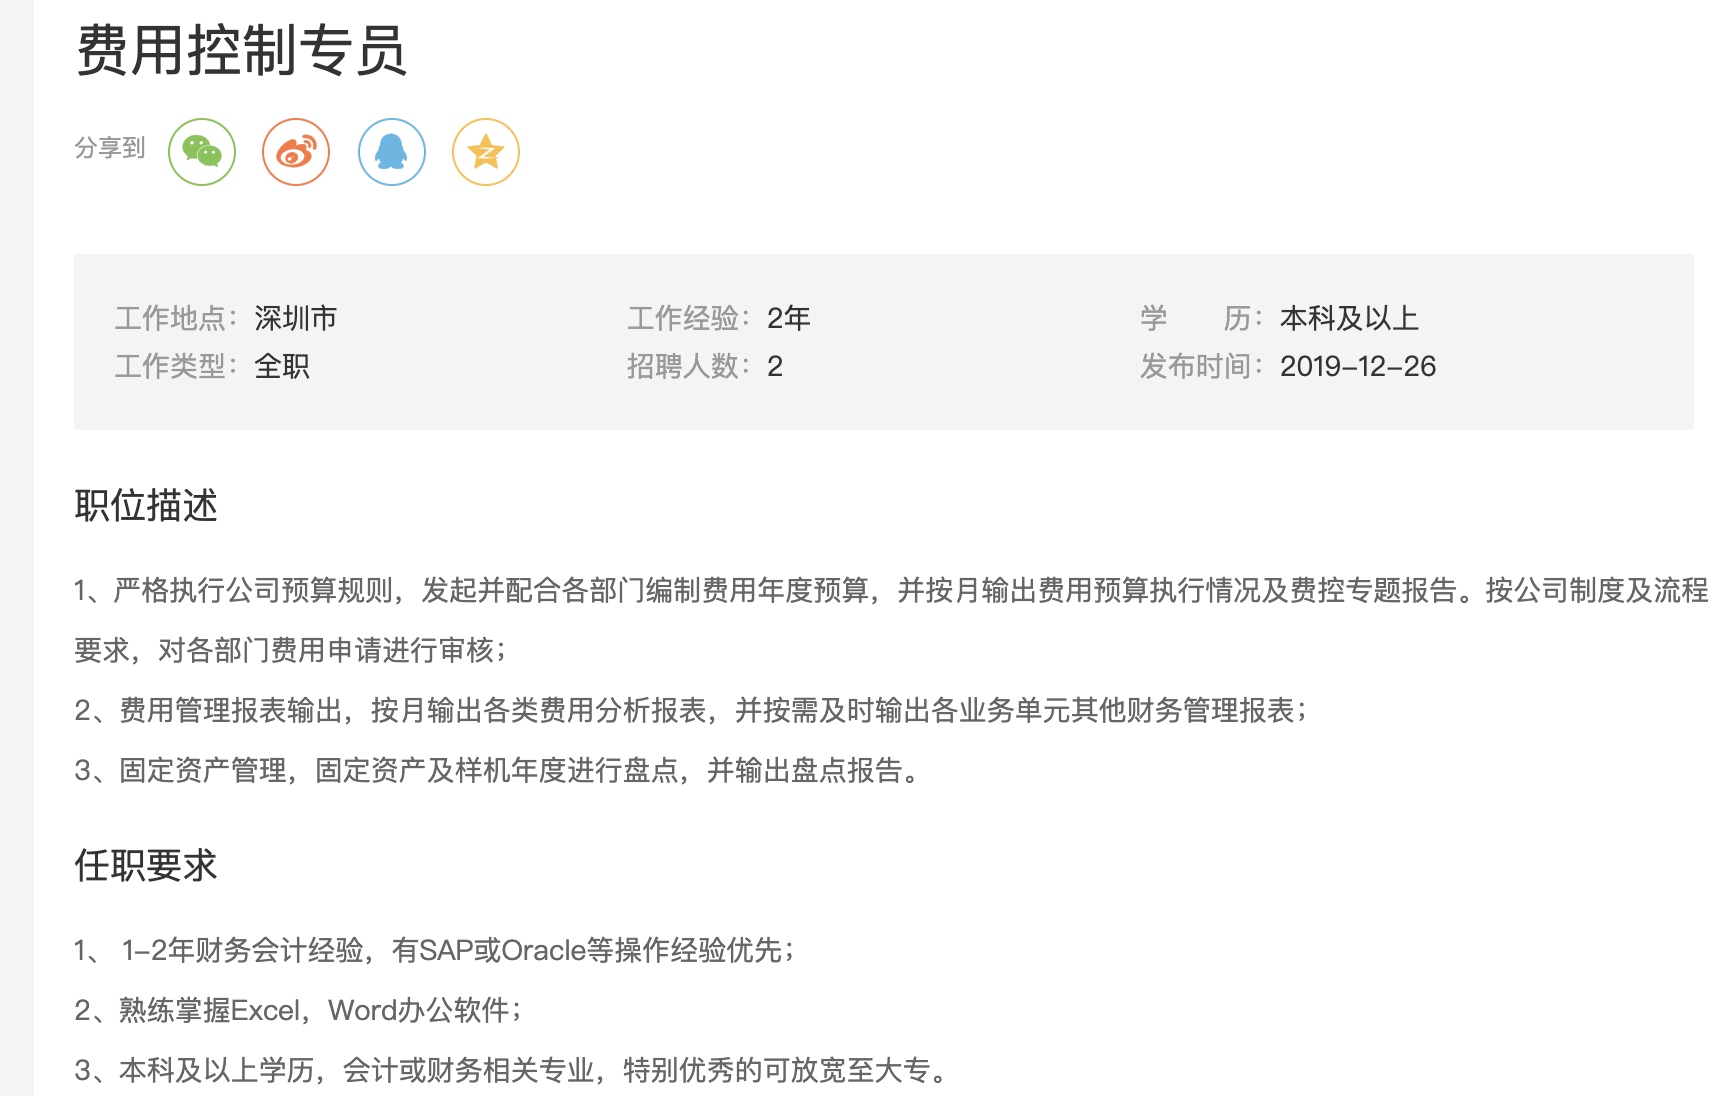 费用控制专员
分享到
工作地点：深圳市 工作经验：2年 学 历：本科及以上
工作类型：全职 招聘人数：2 发布时间：2019-12-26
职位描述
1、严格执行公司预算规则，发起并配合各部门编制费用年度预算，并按月输出费用预算执行情况及费控专题报告。按公司制度及流程
要求，对各部门费用申请进行审核；
2、费用管理报表输出，按月输出各类费用分析报表，并按需及时输出各业务单元其他财务管理报表；
3、固定资产管理，固定资产及样机年度进行盘点，并输出盘点报告。
任职要求
1、 1-2年财务会计经验，有SAP或Oracle等操作经验优先；
2、熟练掌握Excel，Word办公软件；
3、本科及以上学历，会计或财务相关专业，特别优秀的可放宽至大专。